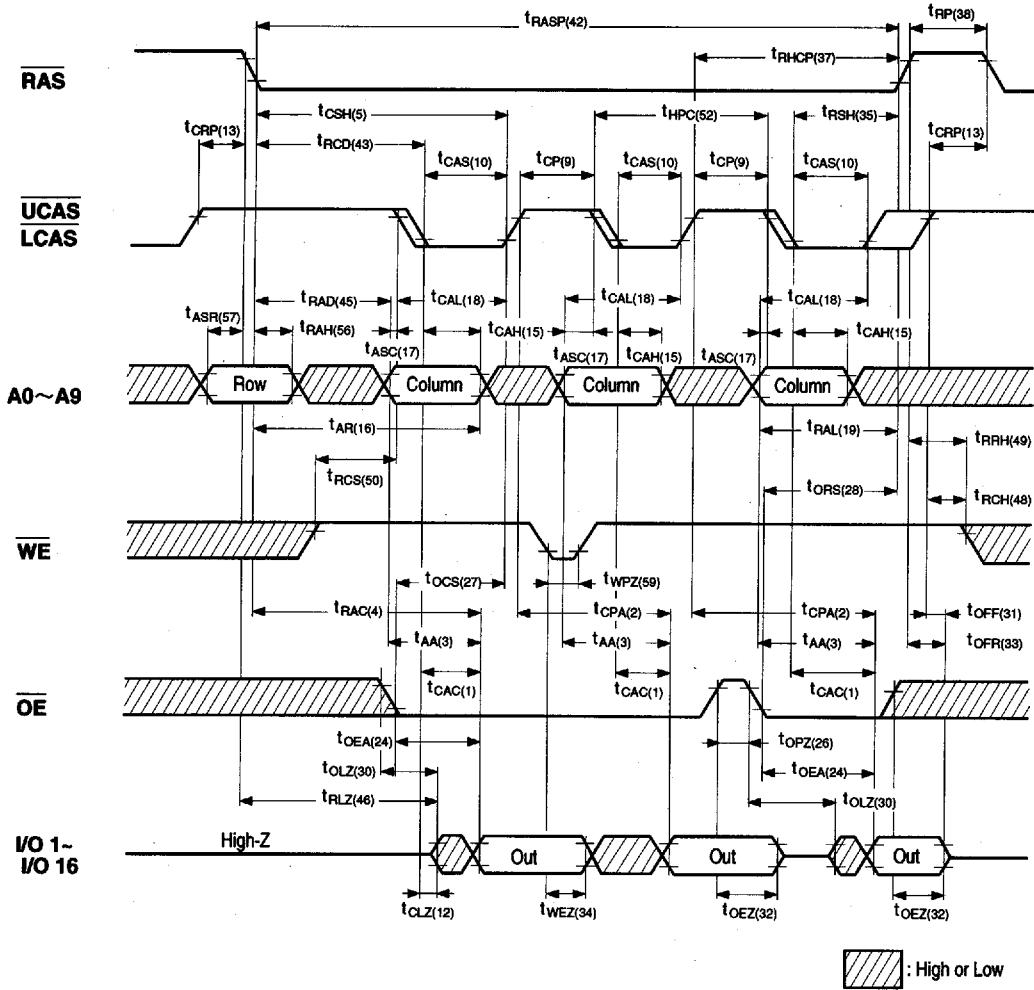 tRASP(42)
tRP(38)
RAS
tRHCP(37)
tCSH(5)
tHPC(52)
tRSH(35)
tCRP(13)
tRCD(43)
tCRP(13)
tCAS(10)
tCP(9)
tCAS(10)
tCP(9)
tCAS(10)
UCAS
LCAS
tRAD(45)
tCAL(18)
tCAL(18)
tCAL(18)
tASR(57)
tRAH(56)
tCAH(15)
tCAH(15)
tASC(17)
tASC(17)
tCAH(15)
tASC(17)
A0~A9
Row
Column
Column
Column
tAR(16)
tRAL(19)
tRRH(49)
tRCS(50)
tORS(28)
tRCH(48)
WE
tOCS(27)
tWPZ(59)
tRAC(4)
tCPA(2)
tCPA(2)
tOFF(31)
tAA(3)
tAA(3)
tAA(3)
tOFR(33)
tCAC(1)
tCAC(1)
tCAC(1)
OE
tOEA(24)
tOPZ(26)
tOLZ(30)
tOEA(24)
tRLZ(46)
tOLZ(30)
I/O 1~
I/O 16
High-Z
Out
Out
Out
tCLZ(12)
tWEZ(34)
tOEZ(32)
tOEZ(32)
: High or Low